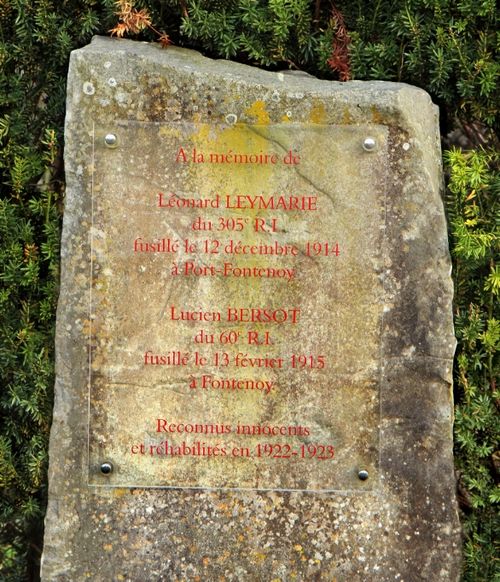 A la mémoire de
Léonard LEYMARIE
du 305e R.I.
fusillé le 12 décembre 1914
à Port-Fontenoy
Lucien BERSOT
du 60e R.I.
fusillé le 13 février 1915
à Fontenoy
Reconnus innocents
et réhabilités en 1922-1923